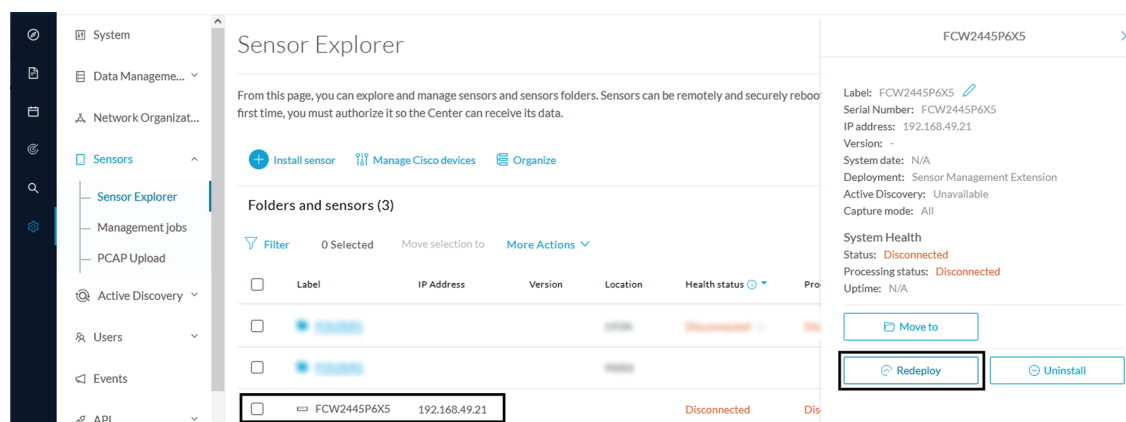 System
Data Manageme...
Network Organizat...
Sensors
Sensor Explorer
Management jobs
PCAP Upload
Active Discovery
Users
Events
API
Sensor Explorer
From this page, you can explore and manage sensors and sensors folders. Sensors can be remotely and securely reboo
first time, you must authorize it so the Center can receive its data.
Install sensor Manage Cisco devices Organize
Folders and sensors (3)
Filter 0 Selected Move selection to More Actions
Label IP Address Version Location Health status Pro
FCW2445P6X5 192.168.49.21 Disconnected Dis
FCW2445P6X5
Label: FCW2445P6X5
Serial Number: FCW2445P6X5
IP address: 192.168.49.21
Version: -
System date: N/A
Deployment: Sensor Management Extension
Active Discovery: Unavailable
Capture mode: All
System Health
Status: Disconnected
Processing status: Disconnected
Uptime: N/A
Move to
Redeploy Uninstall